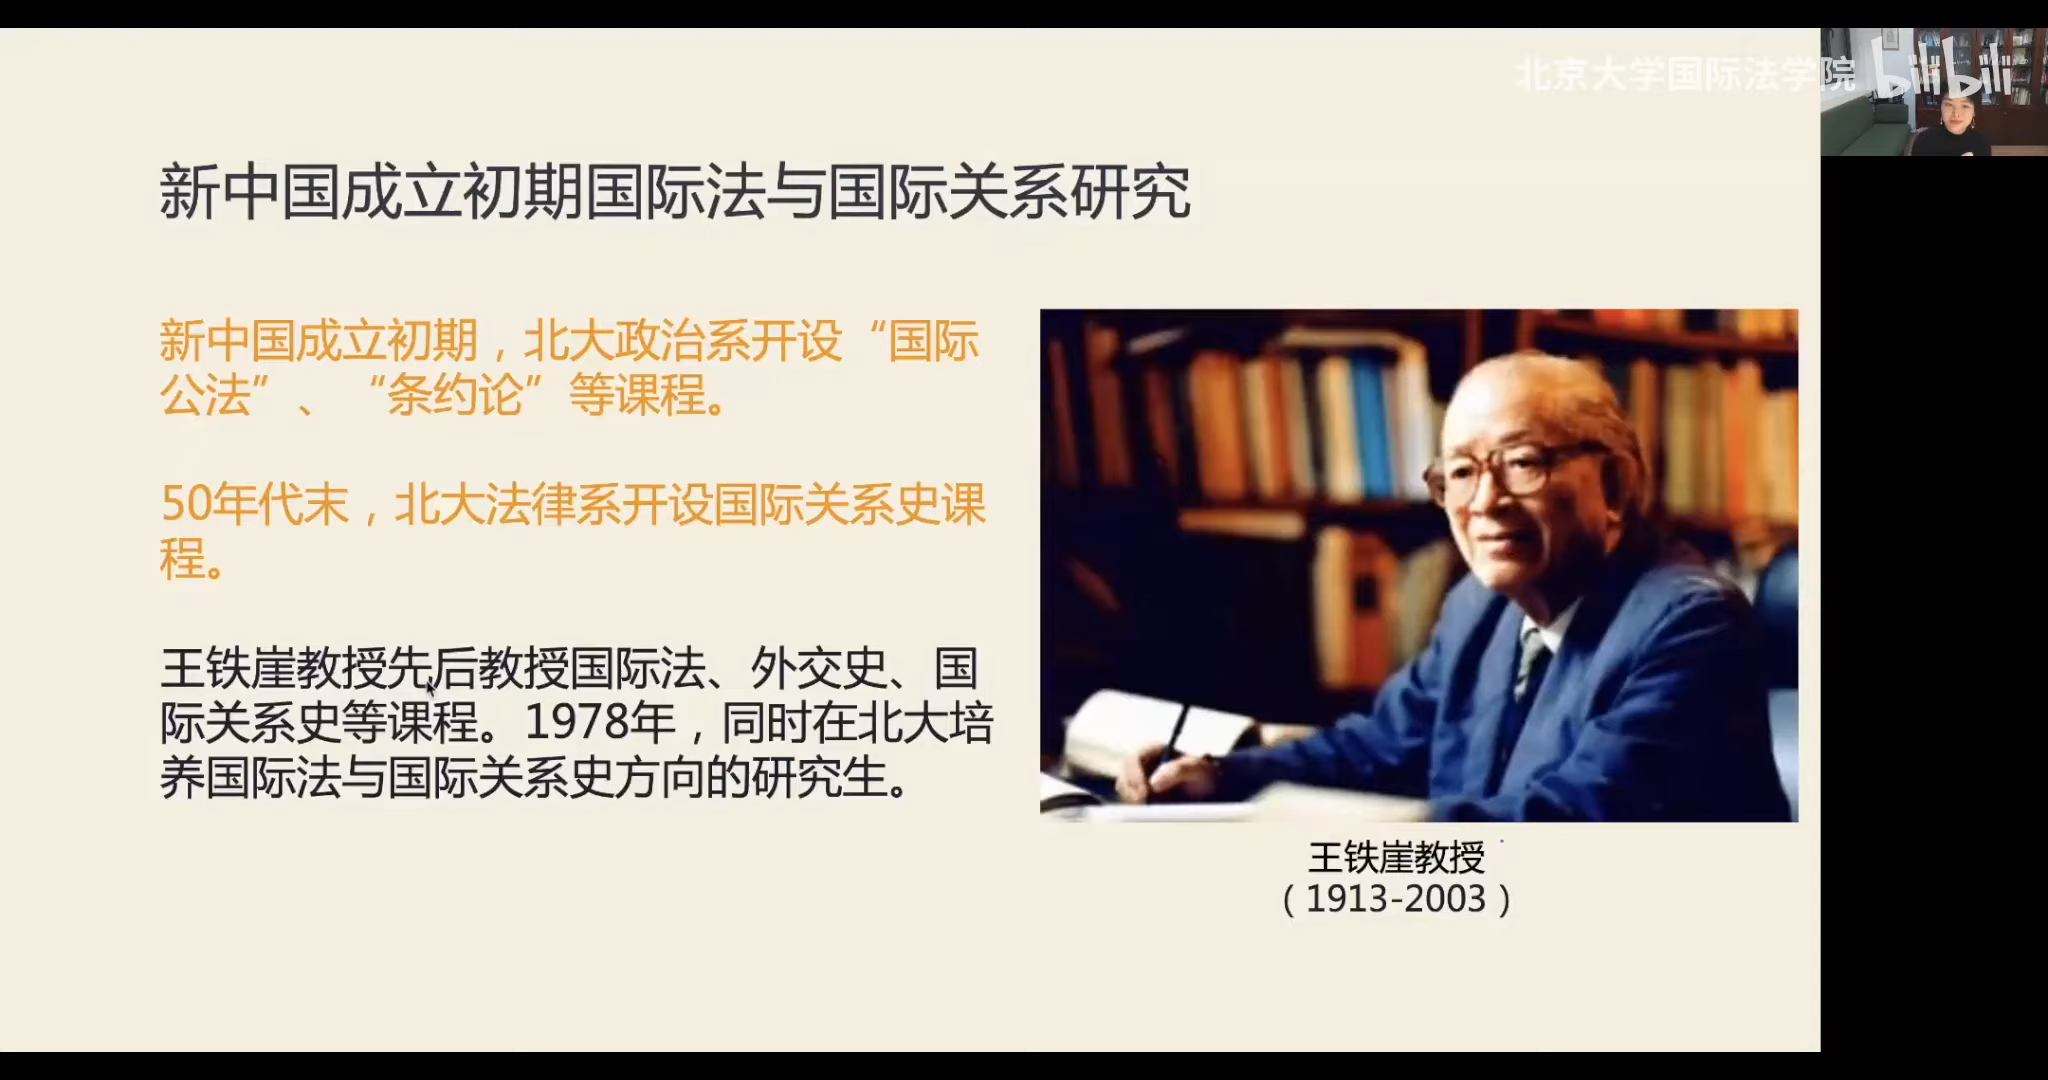 北京大学国际法学院 bilibili
新中国成立初期国际法与国际关系研究
新中国成立初期，北大政治系开设“国际
公法”、“条约论”等课程。
50年代末，北大法律系开设国际关系史课
程。
王铁崖教授先后教授国际法、外交史、国
际关系史等课程。1978年，同时在北大培
养国际法与国际关系史方向的研究生。
王铁崖教授
（1913-2003）